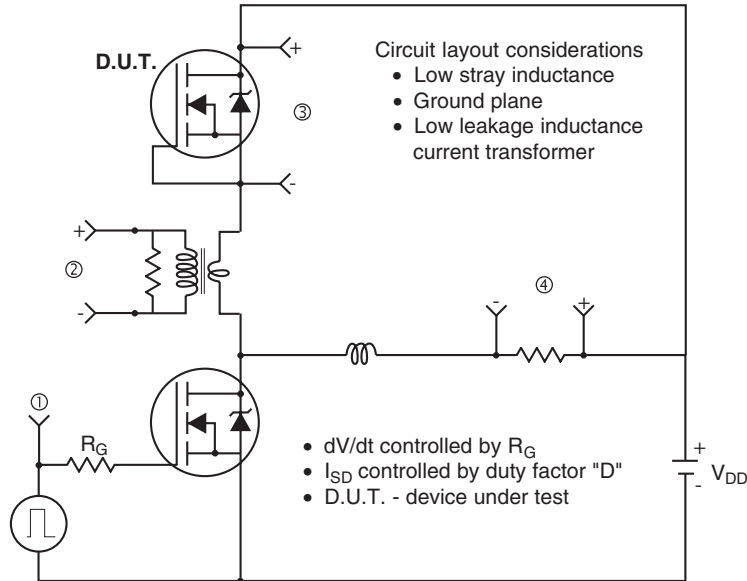 D.U.T.
+
Circuit layout considerations
• Low stray inductance
③
• Ground plane
• Low leakage inductance
current transformer
-
+
②
-
④
-
+
①
R_G
• dV/dt controlled by R_G
• I_SD controlled by duty factor "D"
• D.U.T. - device under test
+
V_DD
-